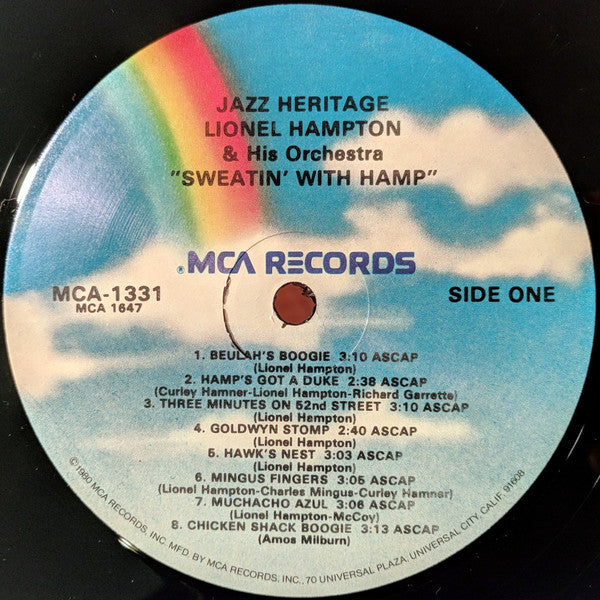 JAZZ HERITAGE
LIONEL HAMPTON
& His Orchestra
"SWEATIN' WITH HAMP"
®MCA RECORDS
MCA-1331
MCA 1647
SIDE ONE
1. BEULAH'S BOOGIE 3:10 ASCAP
(Lionel Hampton)
2. HAMP'S GOT A DUKE 2:38 ASCAP
(Curley Hamner-Lionel Hampton-Richard Garrette)
3. THREE MINUTES ON 52nd STREET 3:10 ASCAP
(Lionel Hampton)
4. GOLDWYN STOMP 2:40 ASCAP
(Lionel Hampton)
5. HAWK'S NEST 3:03 ASCAP
(Lionel Hampton)
6. MINGUS FINGERS 3:05 ASCAP
(Lionel Hampton-Charles Mingus-Curley Hamner)
7. MUCHACHO AZUL 3:06 ASCAP
(Lionel Hampton-McCoy)
8. CHICKEN SHACK BOOGIE 3:13 ASCAP
(Amos Milburn)
©1980 MCA RECORDS, INC. MFD. BY MCA RECORDS, INC., 70 UNIVERSAL PLAZA, UNIVERSAL CITY, CALIF. 91608